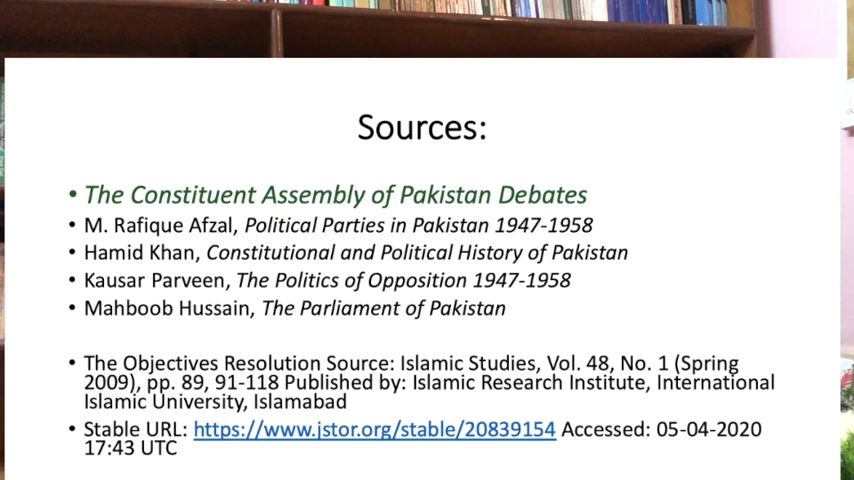 Sources:
• The Constituent Assembly of Pakistan Debates
• M. Rafique Afzal, Political Parties in Pakistan 1947-1958
• Hamid Khan, Constitutional and Political History of Pakistan
• Kausar Parveen, The Politics of Opposition 1947-1958
• Mahboob Hussain, The Parliament of Pakistan
• The Objectives Resolution Source: Islamic Studies, Vol. 48, No. 1 (Spring
2009), pp. 89, 91-118 Published by: Islamic Research Institute, International
Islamic University, Islamabad
• Stable URL: https://www.jstor.org/stable/20839154 Accessed: 05-04-2020
17:43 UTC